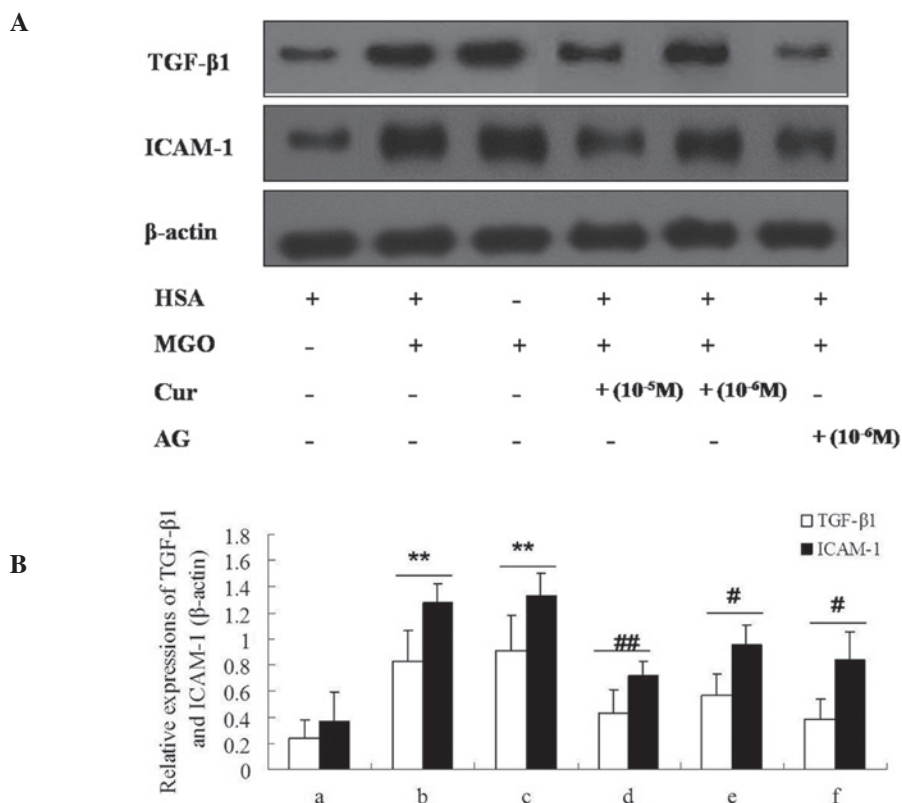 A
TGF-β1
ICAM-1
β-actin
HSA + + - + + +
MGO - + + + + +
Cur - - - + (10⁻⁵M) + (10⁻⁶M) -
AG - - - - - + (10⁻⁶M)
B
Relative expressions of TGF-β1
and ICAM-1 (β-actin)
TGF-β1
ICAM-1
1.8
1.6
1.4
1.2
1
0.8
0.6
0.4
0.2
0
** ** ## # #
a b c d e f